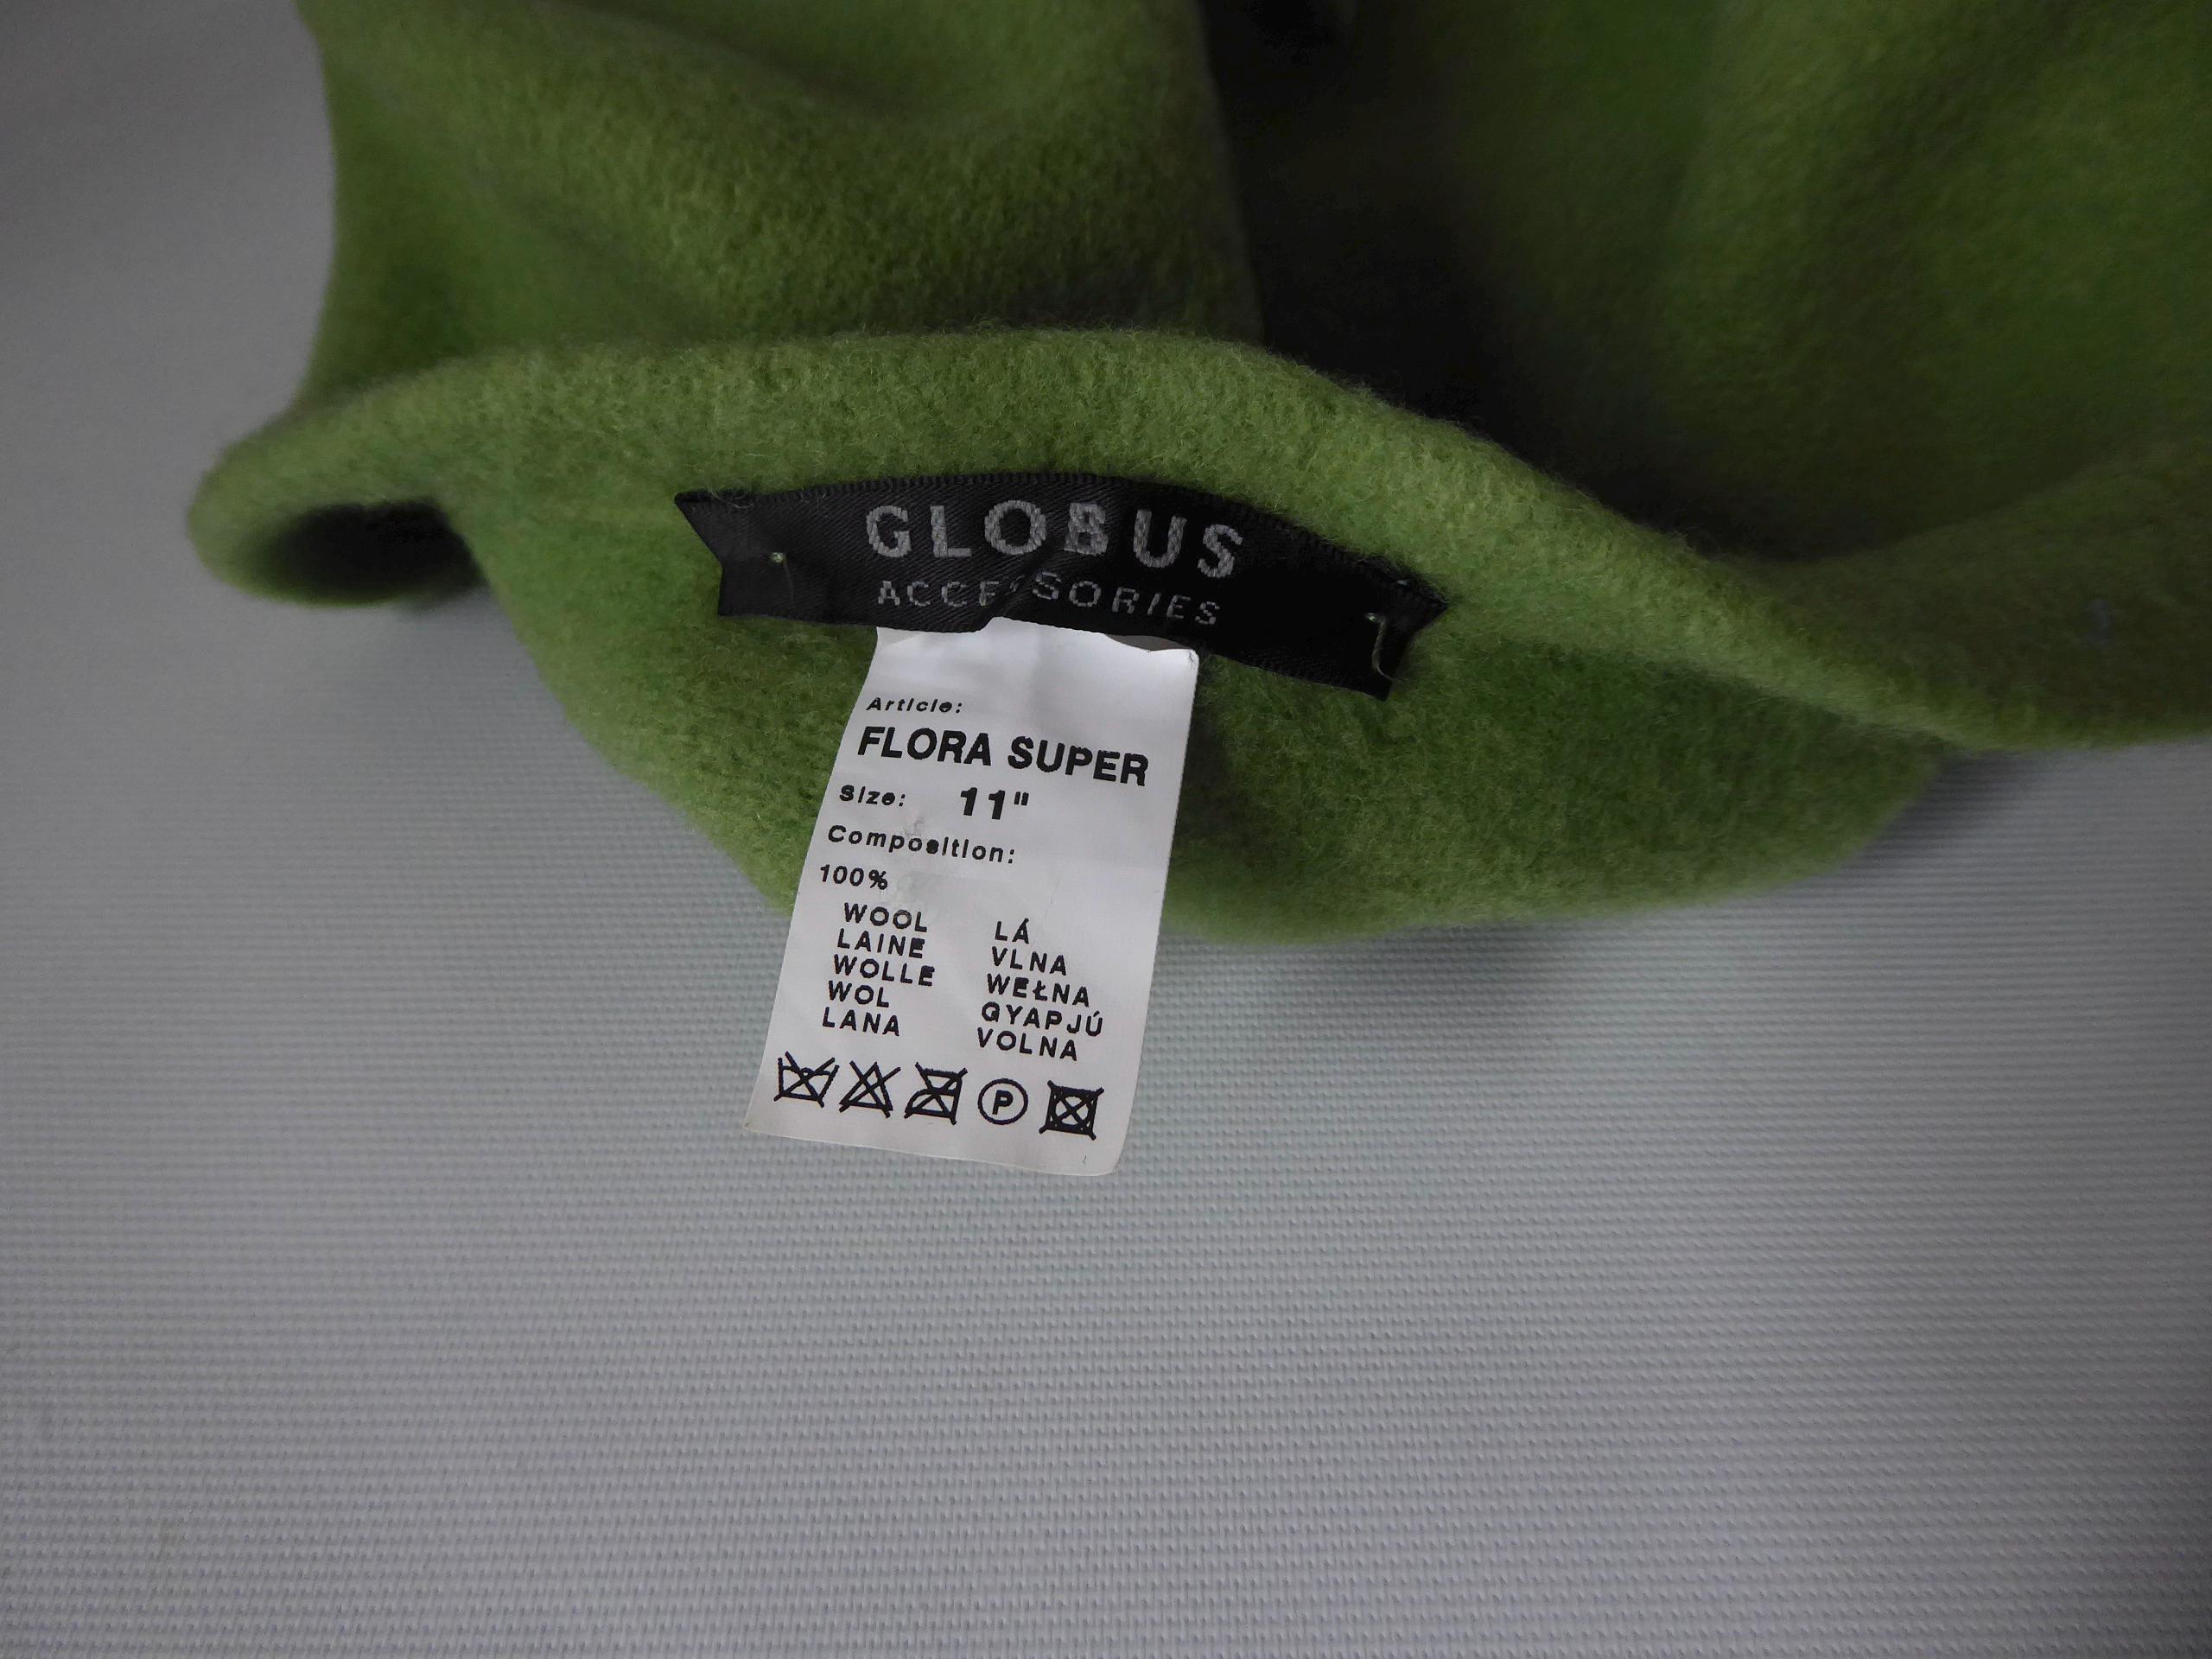 GLOBUS
ACCESSORIES
Article:
FLORA SUPER
Size: 11"
Composition:
100%
WOOL
LAINE
WOLLE
WOL
LANA
LÁ
VLNA
WEŁNA
GYAPJÚ
VOLNA
P